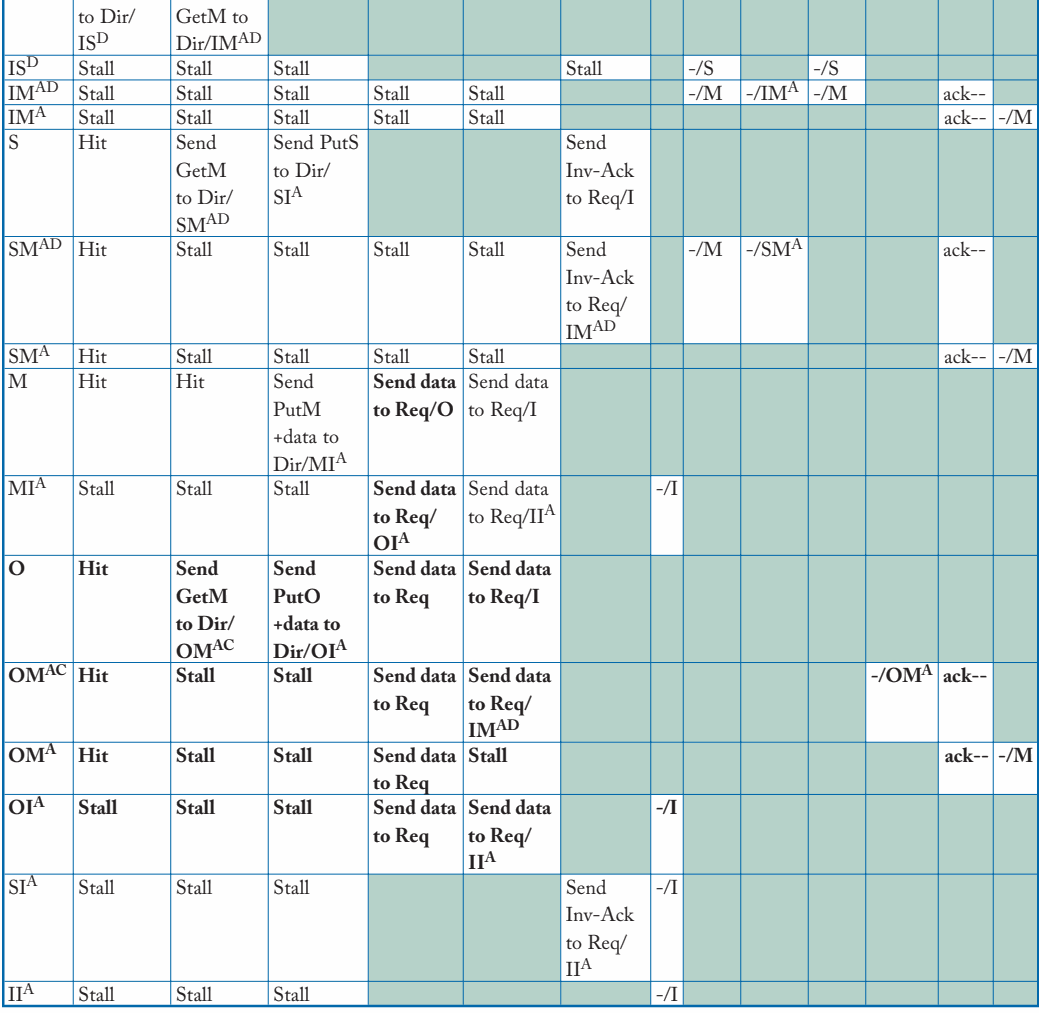 to Dir/ GetM to
IS^D Dir/IM^AD
IS^D Stall Stall Stall Stall -/S -/S
IM^AD Stall Stall Stall Stall Stall -/M -/IM^A -/M ack--
IM^A Stall Stall Stall Stall Stall ack-- -/M
S Hit Send Send PutS Send
GetM to Dir/ Inv-Ack
to Dir/ SI^A to Req/I
SM^AD
SM^AD Hit Stall Stall Stall Stall Send -/M -/SM^A ack--
Inv-Ack
to Req/
IM^AD
SM^A Hit Stall Stall Stall Stall ack-- -/M
M Hit Hit Send Send data Send data
PutM to Req/O to Req/I
+data to
Dir/MI^A
MI^A Stall Stall Stall Send data Send data -/I
to Req/ to Req/II^A
OI^A
O Hit Send Send Send data Send data
GetM PutO to Req to Req/I
to Dir/ +data to
OM^AC Dir/OI^A
OM^AC Hit Stall Stall Send data Send data -/OM^A ack--
to Req to Req/
IM^AD
OM^A Hit Stall Stall Send data Stall ack-- -/M
to Req
OI^A Stall Stall Stall Send data Send data -/I
to Req to Req/
II^A
SI^A Stall Stall Stall Send -/I
Inv-Ack
to Req/
II^A
II^A Stall Stall Stall -/I